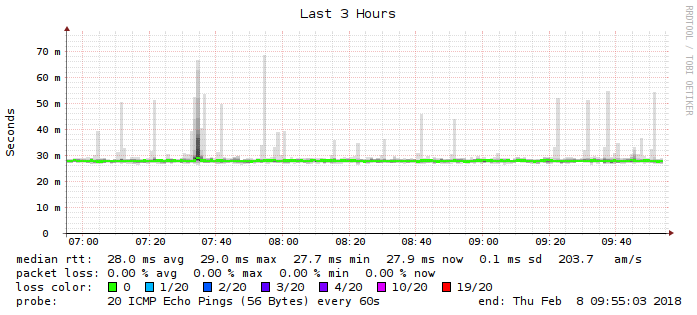 Last 3 Hours
RRDTOOL / TOBI OETIKER
Seconds
70 m
60 m
50 m
40 m
30 m
20 m
10 m
0
07:00 07:20 07:40 08:00 08:20 08:40 09:00 09:20 09:40
median rtt: 28.0 ms avg 29.0 ms max 27.7 ms min 27.9 ms now 0.1 ms sd 203.7 am/s
packet loss: 0.00 % avg 0.00 % max 0.00 % min 0.00 % now
loss color: 0 1/20 2/20 3/20 4/20 10/20 19/20
probe: 20 ICMP Echo Pings (56 Bytes) every 60s end: Thu Feb 8 09:55:03 2018